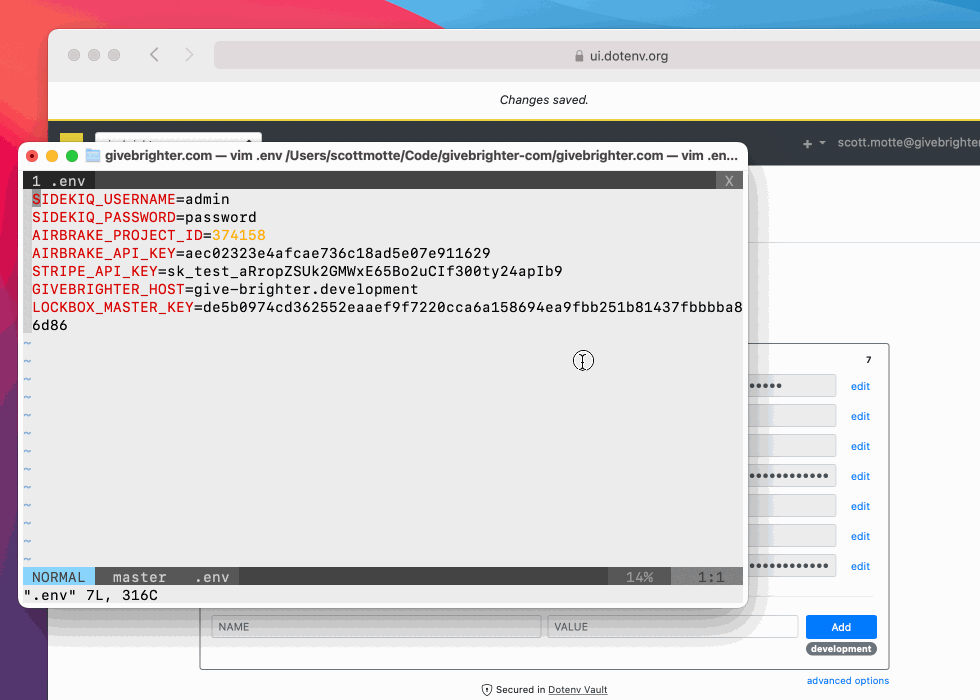 ui.dotenv.org
Changes saved.
scott.motte@givebrighter
givebrighter.com — vim .env /Users/scottmotte/Code/givebrighter-com/givebrighter.com — vim .en...
1 .env X
SIDEKIQ_USERNAME=admin
SIDEKIQ_PASSWORD=password
AIRBRAKE_PROJECT_ID=374158
AIRBRAKE_API_KEY=aec02323e4afcae736c18ad5e07e911629
STRIPE_API_KEY=sk_test_aRropZSUk2GMWxE65Bo2uCIf300ty24apIb9
GIVEBRIGHTER_HOST=give-brighter.development
LOCKBOX_MASTER_KEY=de5b0974cd362552eaaef9f7220cca6a158694ea9fbb251b81437fbbbba8
6d86
~
~
~
~
~
~
~
~
~
~
~
~
~
NORMAL master .env 14% 1:1
".env" 7L, 316C
7
edit
edit
edit
edit
edit
edit
edit
NAME VALUE Add
development
advanced options
Secured in Dotenv Vault